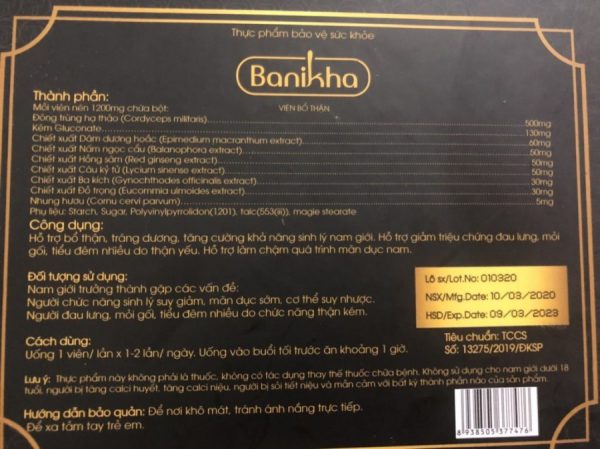 Thực phẩm bảo vệ sức khỏe
Banikha
VIÊN BỔ THẬN
Thành phần:
Mỗi viên nén 1200mg chứa bột:
Đông trùng hạ thảo (Cordyceps militaris) 500mg
Kẽm Gluconate 130mg
Chiết xuất Dâm dương hoắc (Epimedium macranthum extract) 60mg
Chiết xuất Nấm ngọc cẩu (Balanophora extract) 50mg
Chiết xuất Hồng sâm (Red ginseng extract) 50mg
Chiết xuất Câu kỷ tử (Lycium sinense extract) 50mg
Chiết xuất Ba kích (Gynochthodes officinalis extract) 30mg
Chiết xuất Đỗ trọng (Eucommia ulmoides extract) 30mg
Nhung hươu (Cornu cervi parvum) 5mg
Phụ liệu: Starch, Sugar, Polyvinylpyrrolidon(1201), talc(553(iii)), magie stearate
Công dụng:
Hỗ trợ bổ thận, tráng dương, tăng cường khả năng sinh lý nam giới. Hỗ trợ giảm triệu chứng đau lưng, mỏi
gối, tiểu đêm nhiều do thận yếu. Hỗ trợ làm chậm quá trình mãn dục nam.
Đối tượng sử dụng:
Nam giới trưởng thành gặp các vấn đề:
Người chức năng sinh lý suy giảm, mãn dục sớm, cơ thể suy nhược.
Người đau lưng, mỏi gối, tiểu đêm nhiều do chức năng thận kém.
Lô sx/Lot.No: 010320
NSX/Mfg.Date: 10/03/2020
HSD/Exp.Date: 09/03/2023
Cách dùng:
Uống 1 viên/ lần x 1-2 lần/ ngày. Uống vào buổi tối trước ăn khoảng 1 giờ.
Tiêu chuẩn: TCCS
Số: 13275/2019/ĐKSP
Lưu ý: Thực phẩm này không phải là thuốc, không có tác dụng thay thế thuốc chữa bệnh. Không sử dụng cho nam giới dưới 18
tuổi, người bị tăng calci huyết, tăng calci niệu, người bị sỏi tiết niệu và mẫn cảm với bất kỳ thành phần nào của sản phẩm.
Hướng dẫn bảo quản: Để nơi khô mát, tránh ánh nắng trực tiếp.
Để xa tầm tay trẻ em.
8 938505 377476